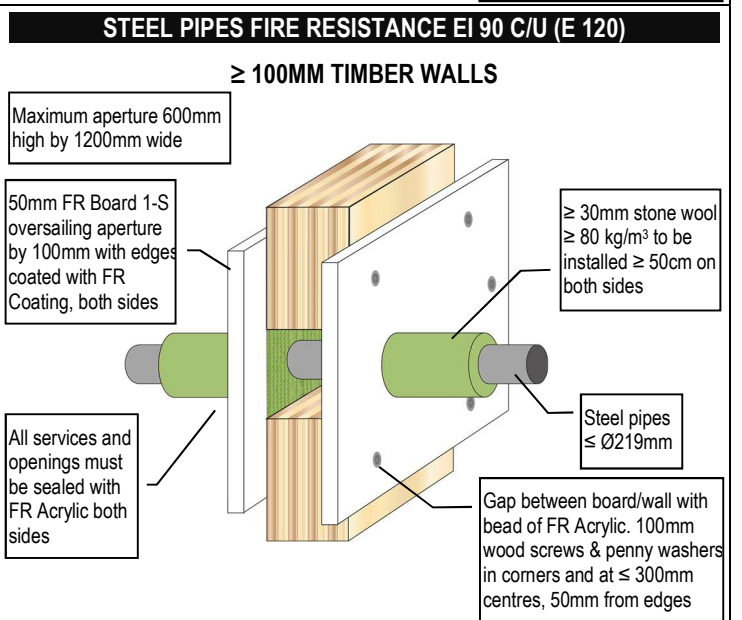 STEEL PIPES FIRE RESISTANCE EI 90 C/U (E 120)
≥ 100MM TIMBER WALLS
Maximum aperture 600mm
high by 1200mm wide
50mm FR Board 1-S
oversailing aperture
by 100mm with edges
coated with FR
Coating, both sides
≥ 30mm stone wool
≥ 80 kg/m³ to be
installed ≥ 50cm on
both sides
All services and
openings must
be sealed with
FR Acrylic both
sides
Steel pipes
≤ Ø219mm
Gap between board/wall with
bead of FR Acrylic. 100mm
wood screws & penny washers
in corners and at ≤ 300mm
centres, 50mm from edges